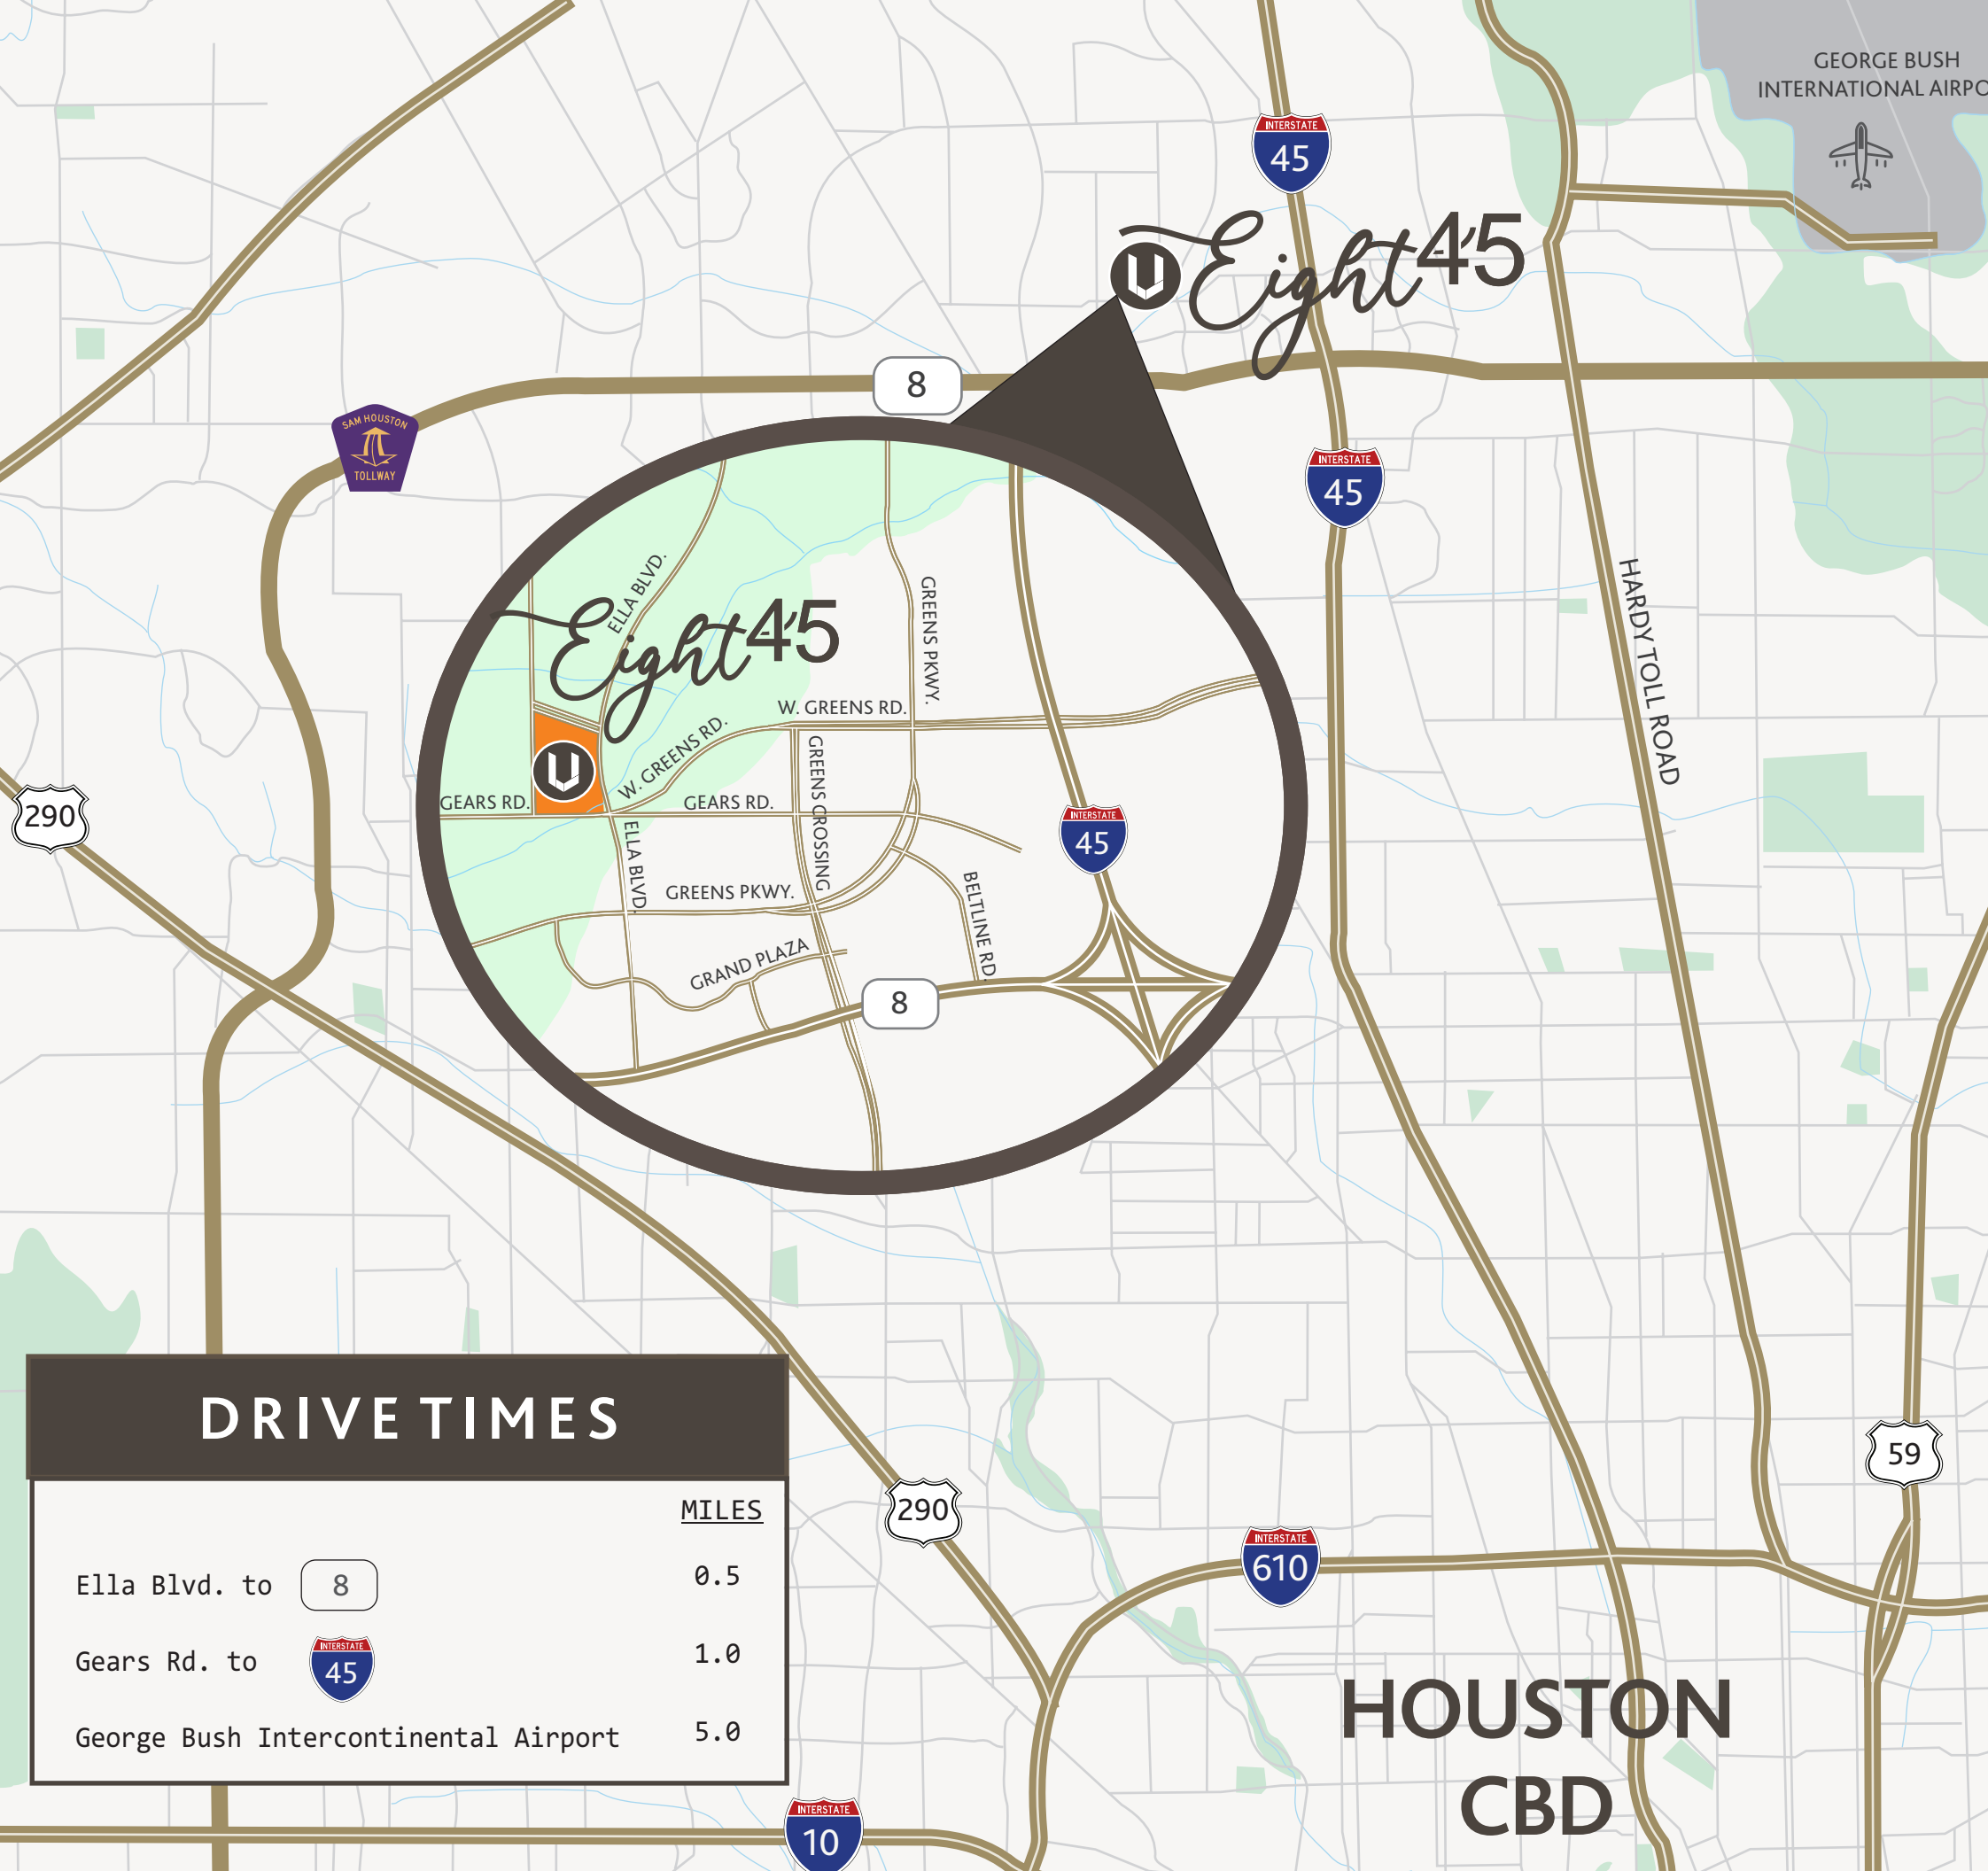 GEORGE BUSH
INTERNATIONAL AIRPO
INTERSTATE
45
Eight45
8
SAM HOUSTON
TOLLWAY
INTERSTATE
45
HARDY TOLL ROAD
ELLA BLVD.
GREENS PKWY.
Eight45
W. GREENS RD.
W. GREENS RD.
GREENS CROSSING
GEARS RD.
GEARS RD.
290
INTERSTATE
45
ELLA BLVD.
GREENS PKWY.
BELTLINE RD.
GRAND PLAZA
8
DRIVE TIMES
MILES
Ella Blvd. to 8 0.5
Gears Rd. to INTERSTATE 45 1.0
George Bush Intercontinental Airport 5.0
59
290
INTERSTATE
610
HOUSTON
CBD
INTERSTATE
10